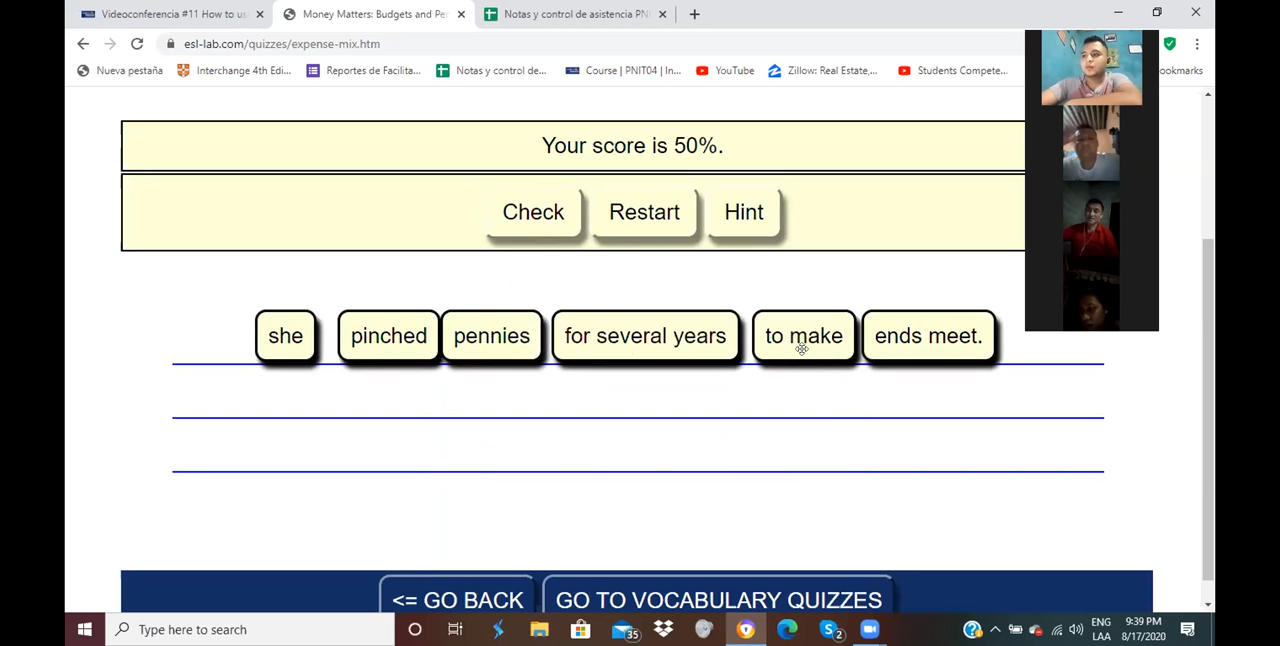 Videoconferencia #11 How to us
Money Matters: Budgets and Per
Notas y control de asistencia PNI
esl-lab.com/quizzes/expense-mix.htm
Nueva pestaña
Interchange 4th Edi...
Reportes de Facilita...
Notas y control de...
Course | PNIT04 | In...
YouTube
Zillow: Real Estate,...
Students Compete...
ookmarks
Your score is 50%.
Check Restart Hint
she pinched pennies for several years to make ends meet.
<= GO BACK GO TO VOCABULARY QUIZZES
Type here to search
35
2
ENG
LAA
9:39 PM
8/17/2020